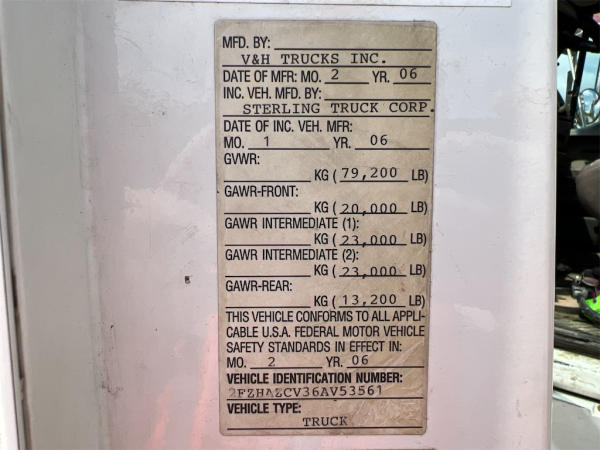 MFD. BY:
V&H TRUCKS INC.
DATE OF MFR: MO. 2 YR. 06
INC. VEH. MFD. BY:
STERLING TRUCK CORP.
DATE OF INC. VEH. MFR:
MO. 1 YR. 06
GVWR:
KG ( 79,200 LB)
GAWR-FRONT:
KG ( 20,000 LB)
GAWR INTERMEDIATE (1):
KG ( 23,000 LB)
GAWR INTERMEDIATE (2):
KG ( 23,000 LB)
GAWR-REAR:
KG ( 13,200 LB)
THIS VEHICLE CONFORMS TO ALL APPLI-
CABLE U.S.A. FEDERAL MOTOR VEHICLE
SAFETY STANDARDS IN EFFECT IN:
MO. 2 YR. 06
VEHICLE IDENTIFICATION NUMBER:
2FZHAZCV36AV53561
VEHICLE TYPE:
TRUCK